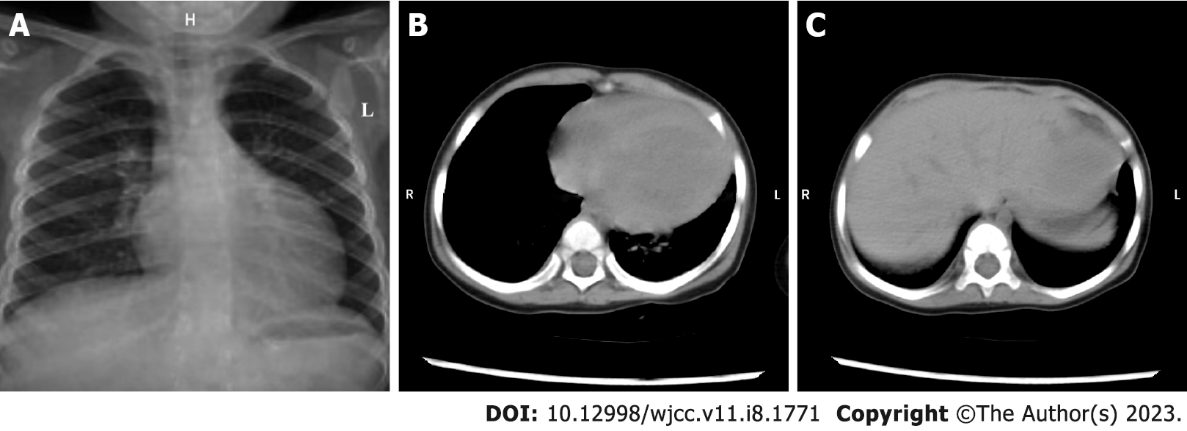 A
H
L
B
R
L
C
R
L
DOI: 10.12998/wjcc.v11.i8.1771 Copyright ©The Author(s) 2023.